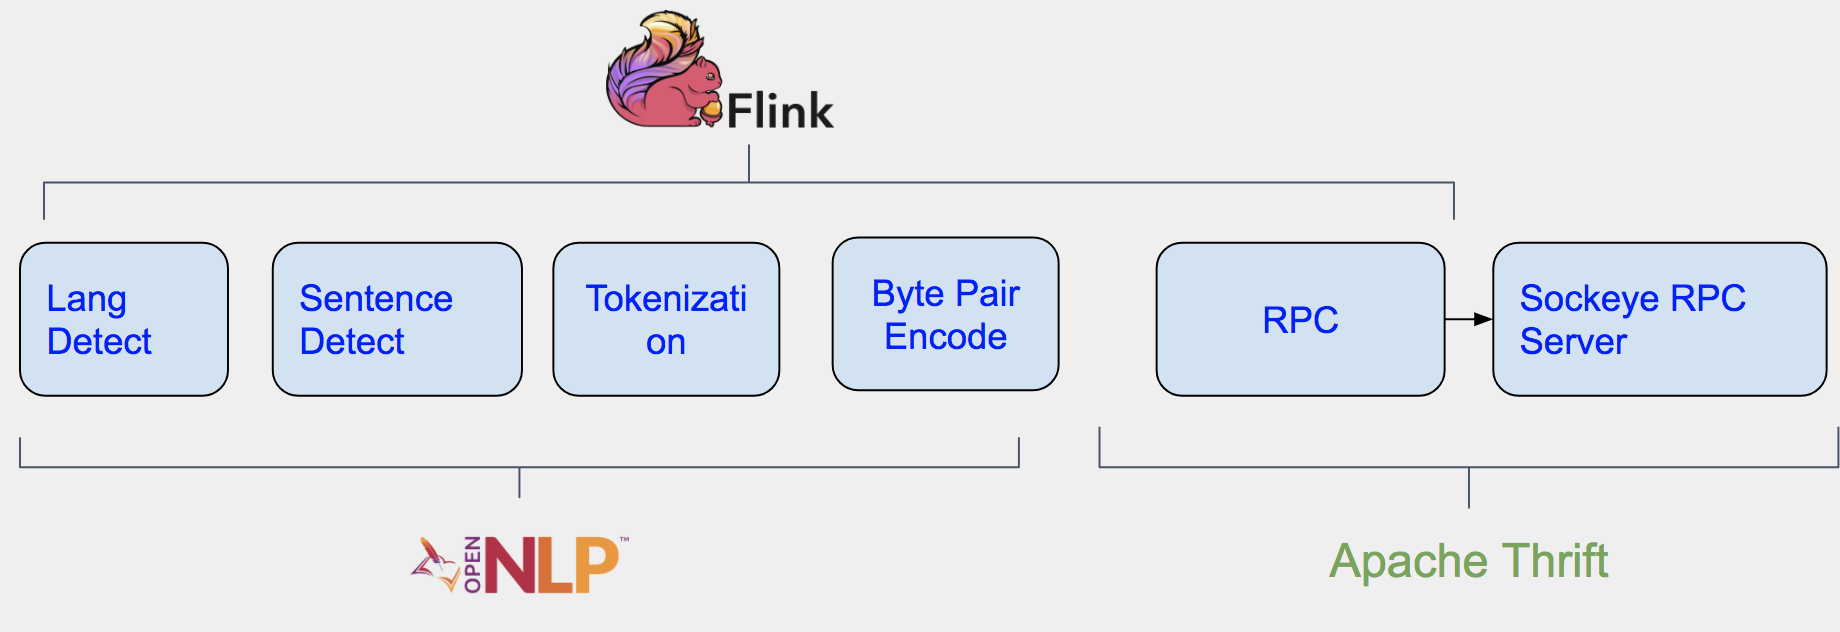 Flink
Lang
Detect
Sentence
Detect
Tokenizati
on
Byte Pair
Encode
RPC
Sockeye RPC
Server
OPEN
NLP™
Apache Thrift